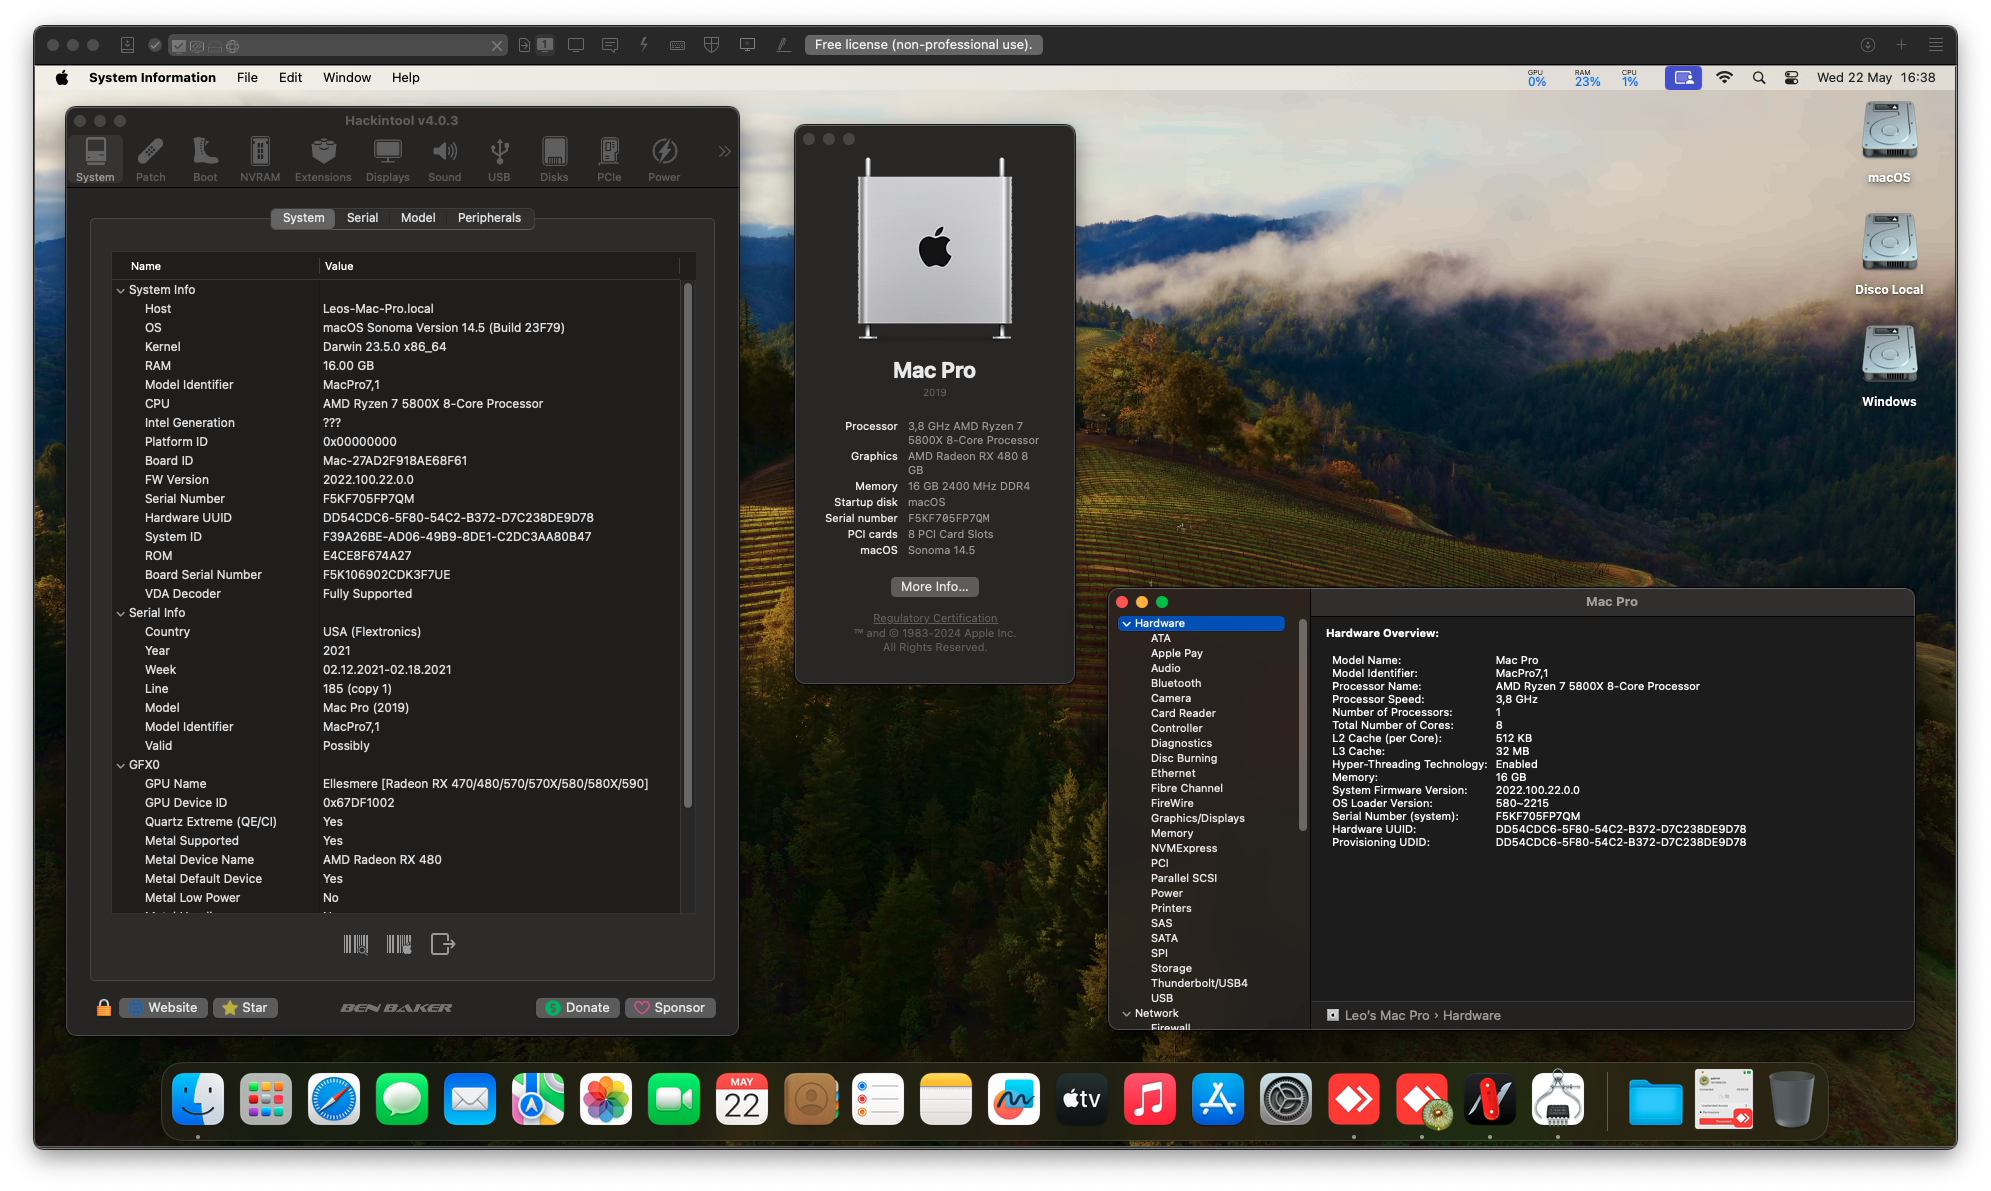 1
Free license (non-professional use).
System Information File Edit Window Help
GPU 0% RAM 23% CPU 1% Wed 22 May 16:38
Hackintool v4.0.3
System Patch Boot NVRAM Extensions Displays Sound USB Disks PCIe Power
System Serial Model Peripherals
Name Value
System Info
Host Leos-Mac-Pro.local
OS macOS Sonoma Version 14.5 (Build 23F79)
Kernel Darwin 23.5.0 x86_64
RAM 16.00 GB
Model Identifier MacPro7,1
CPU AMD Ryzen 7 5800X 8-Core Processor
Intel Generation ???
Platform ID 0x00000000
Board ID Mac-27AD2F918AE68F61
FW Version 2022.100.22.0.0
Serial Number F5KF705FP7QM
Hardware UUID DD54CDC6-5F80-54C2-B372-D7C238DE9D78
System ID F39A26BE-AD06-49B9-8DE1-C2DC3AA80B47
ROM E4CE8F674A27
Board Serial Number F5K106902CDK3F7UE
VDA Decoder Fully Supported
Serial Info
Country USA (Flextronics)
Year 2021
Week 02.12.2021-02.18.2021
Line 185 (copy 1)
Model Mac Pro (2019)
Model Identifier MacPro7,1
Valid Possibly
GFX0
GPU Name Ellesmere [Radeon RX 470/480/570/570X/580/580X/590]
GPU Device ID 0x67DF1002
Quartz Extreme (QE/CI) Yes
Metal Supported Yes
Metal Device Name AMD Radeon RX 480
Metal Default Device Yes
Metal Low Power No
Website Star BEN BAKER Donate Sponsor
Mac Pro
2019
Processor 3,8 GHz AMD Ryzen 7
5800X 8-Core Processor
Graphics AMD Radeon RX 480 8
GB
Memory 16 GB 2400 MHz DDR4
Startup disk macOS
Serial number F5KF705FP7QM
PCI cards 8 PCI Card Slots
macOS Sonoma 14.5
More Info...
Regulatory Certification
™ and © 1983-2024 Apple Inc.
All Rights Reserved.
macOS
Disco Local
Windows
Mac Pro
Hardware
ATA
Apple Pay
Audio
Bluetooth
Camera
Card Reader
Controller
Diagnostics
Disc Burning
Ethernet
Fibre Channel
FireWire
Graphics/Displays
Memory
NVMExpress
PCI
Parallel SCSI
Power
Printers
SAS
SATA
SPI
Storage
Thunderbolt/USB4
USB
Network
Firewall
Hardware Overview:
Model Name: Mac Pro
Model Identifier: MacPro7,1
Processor Name: AMD Ryzen 7 5800X 8-Core Processor
Processor Speed: 3,8 GHz
Number of Processors: 1
Total Number of Cores: 8
L2 Cache (per Core): 512 KB
L3 Cache: 32 MB
Hyper-Threading Technology: Enabled
Memory: 16 GB
System Firmware Version: 2022.100.22.0.0
OS Loader Version: 580~2215
Serial Number (system): F5KF705FP7QM
Hardware UUID: DD54CDC6-5F80-54C2-B372-D7C238DE9D78
Provisioning UDID: DD54CDC6-5F80-54C2-B372-D7C238DE9D78
Leo's Mac Pro › Hardware
MAY
22
tv